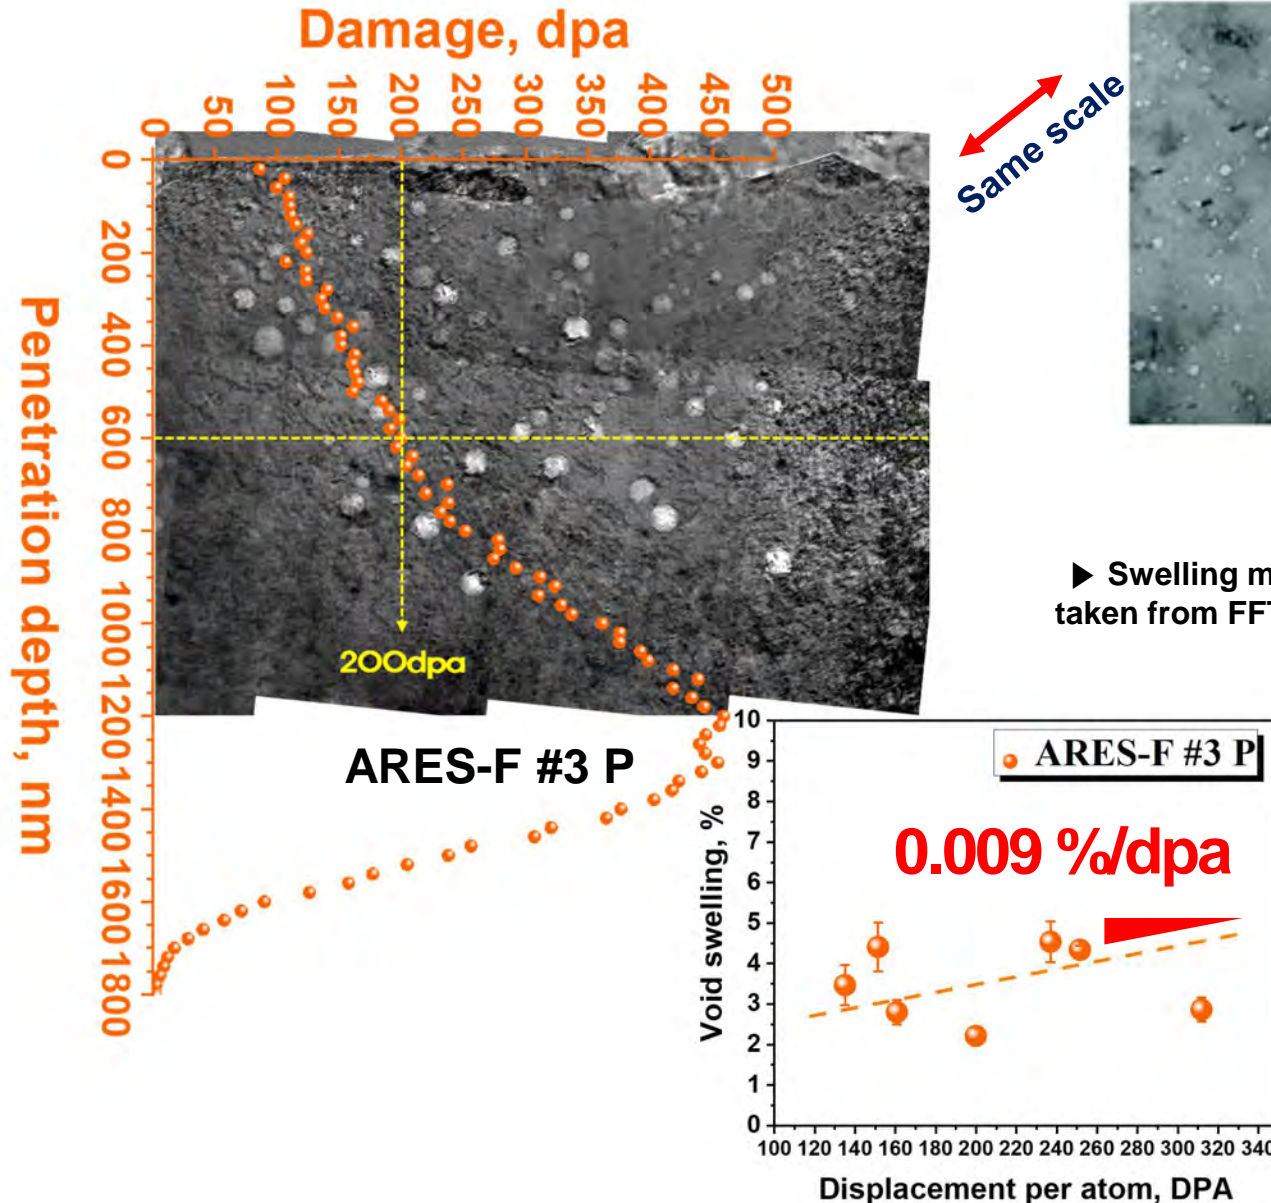 Damage, dpa
0 50 100 150 200 250 300 350 400 450 500
Same scale
Penetration depth, nm
0 200 400 600 800 1000 1200 1400 1600 1800
200dpa
▶ Swelling m
taken from FFT
ARES-F #3 P
ARES-F #3 P
0.009 %/dpa
Void swelling, %
10
9
8
7
6
5
4
3
2
1
0
100 120 140 160 180 200 220 240 260 280 300 320 340
Displacement per atom, DPA